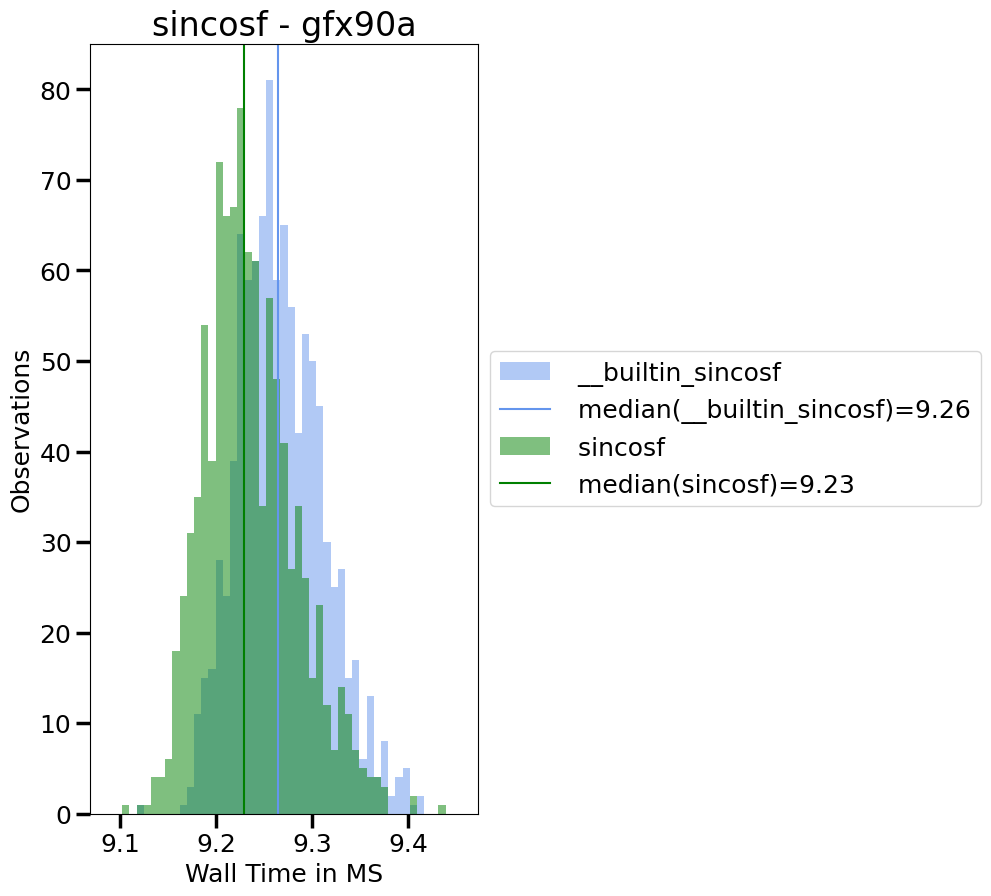 sincosf - gfx90a
80
70
60
50
40
30
20
10
0
Observations
9.1 9.2 9.3 9.4
Wall Time in MS
__builtin_sincosf
median(__builtin_sincosf)=9.26
sincosf
median(sincosf)=9.23